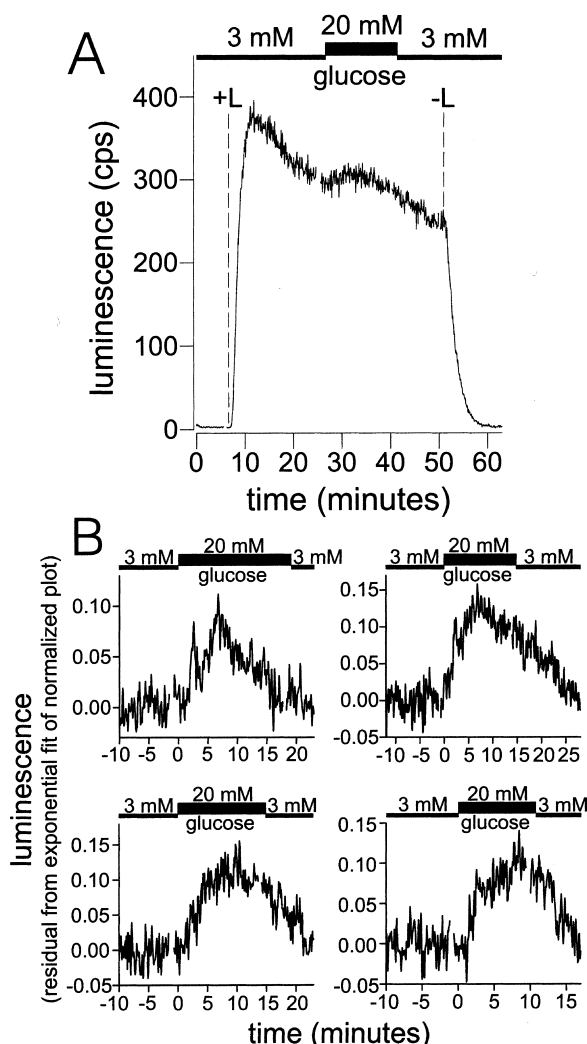 A
3 mM 20 mM 3 mM
glucose
+L -L
400
300
200
100
0
luminescence (cps)
0 10 20 30 40 50 60
time (minutes)
B
luminescence
(residual from exponential fit of normalized plot)
3 mM 20 mM 3 mM
glucose
0.10
0.05
0.00
-10 -5 0 5 10 15 20
3 mM 20 mM 3 mM
glucose
0.15
0.10
0.05
0.00
-0.05
-10 -5 0 5 10 15 20 25
3 mM 20 mM 3 mM
glucose
0.15
0.10
0.05
0.00
-0.05
-10 -5 0 5 10 15 20
3 mM 20 mM 3 mM
glucose
0.15
0.10
0.05
0.00
-0.05
-10 -5 0 5 10 15
time (minutes)